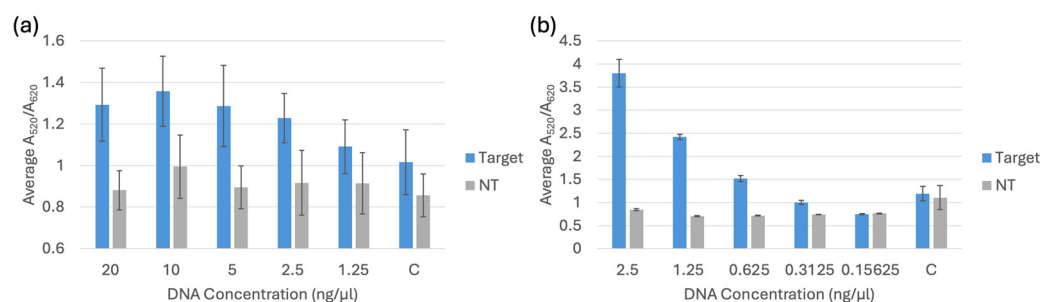 (a)
1.6
1.4
1.2
1
0.8
0.6
Average A520/A620
20 10 5 2.5 1.25 C
DNA Concentration (ng/µl)
Target
NT
(b)
4.5
4
3.5
3
2.5
2
1.5
1
0.5
0
Average A520/A620
2.5 1.25 0.625 0.3125 0.15625 C
DNA Concentration (ng/µl)
Target
NT